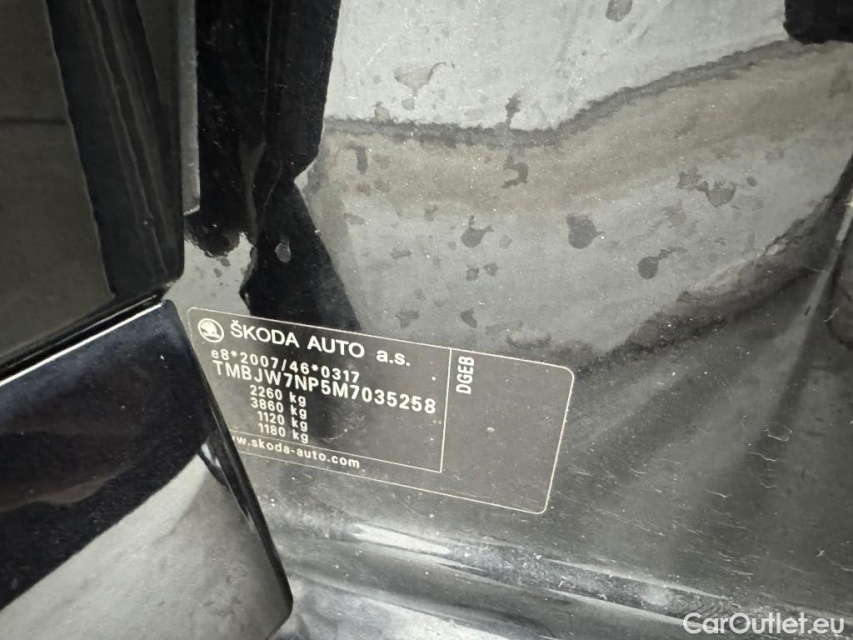 ŠKODA AUTO a.s.
e8*2007/46*0317
TMBJW7NP5M7035258
2260 kg
3860 kg
1120 kg
1180 kg
w.skoda-auto.com
DGEB
CarOutlet.eu